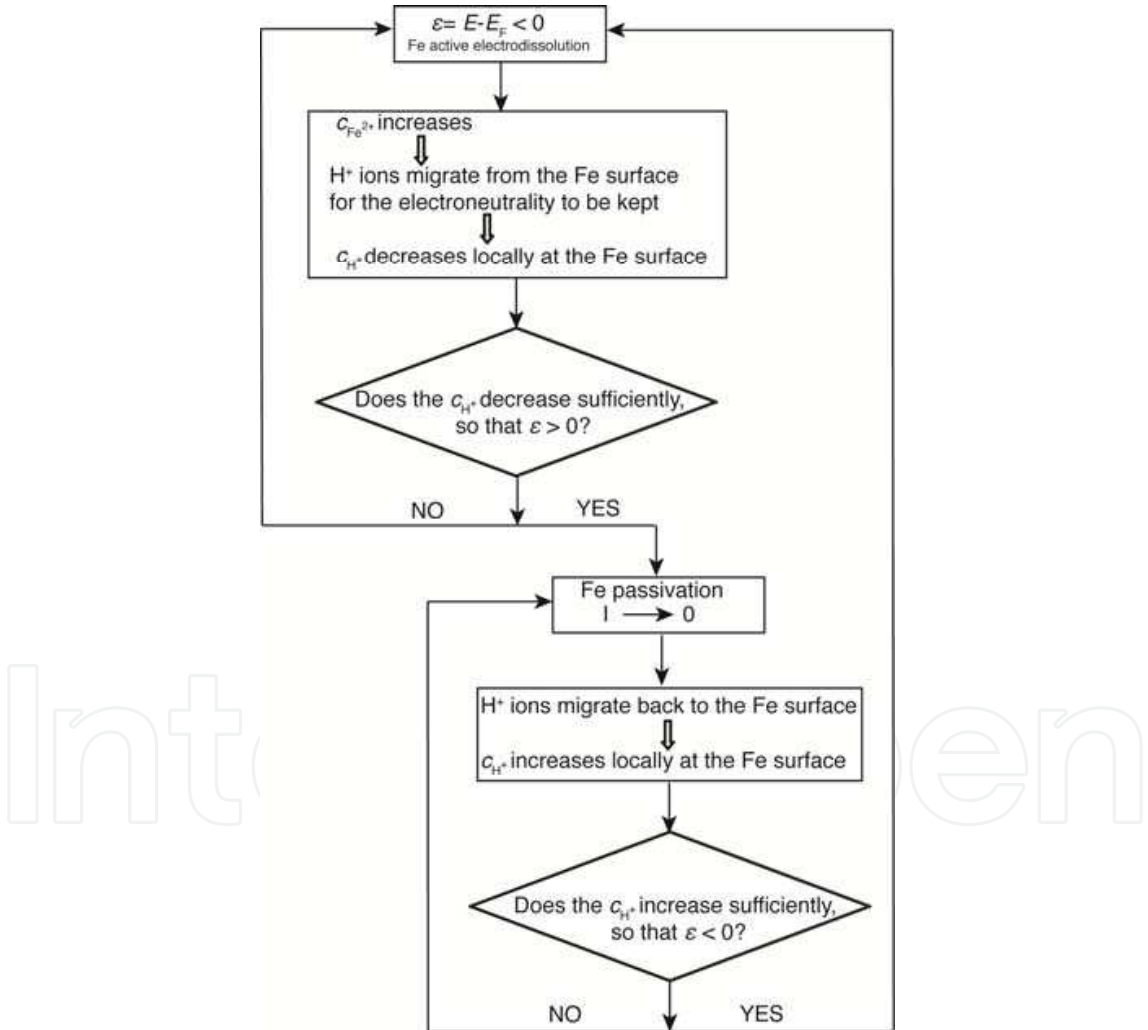 ε = E-E_F < 0
Fe active electrodissolution
c_Fe²⁺ increases
H⁺ ions migrate from the Fe surface
for the electroneutrality to be kept
c_H⁺ decreases locally at the Fe surface
Does the c_H⁺ decrease sufficiently,
so that ε > 0?
NO YES
Fe passivation
I → 0
H⁺ ions migrate back to the Fe surface
c_H⁺ increases locally at the Fe surface
Does the c_H⁺ increase sufficiently,
so that ε < 0?
NO YES